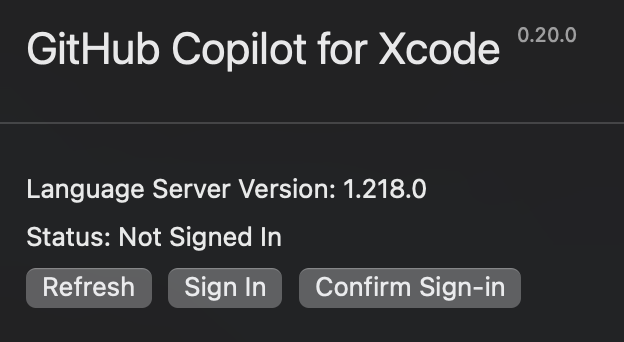 GitHub Copilot for Xcode 0.20.0
Language Server Version: 1.218.0
Status: Not Signed In
Refresh Sign In Confirm Sign-in